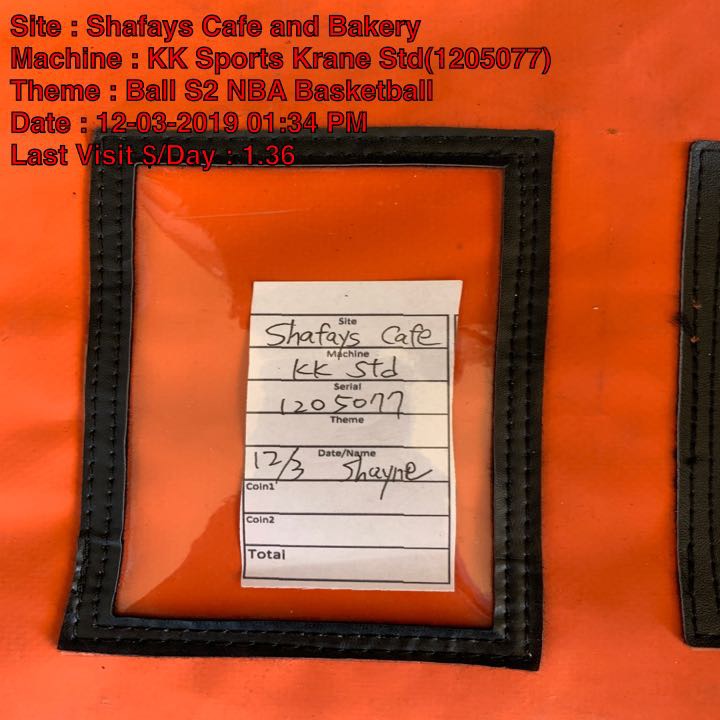 Site : Shafays Cafe and Bakery
Machine : KK Sports Krane Std(1205077)
Theme : Ball S2 NBA Basketball
Date : 12-03-2019 01:34 PM
Last Visit $/Day : 1.36
Site
Shafays Cafe
Machine
KK Std
Serial
1205077
Theme
Date/Name
12/3 Shayne
Coin1
Coin2
Total